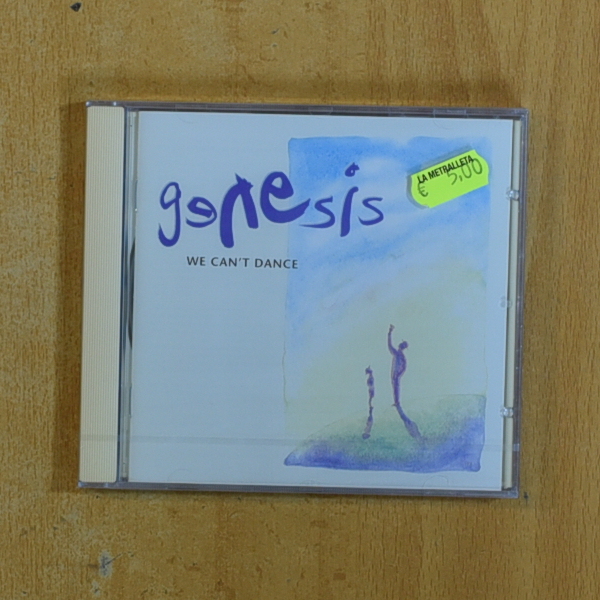 genesis
WE CAN'T DANCE
LA METRALLETA
€ 5,00